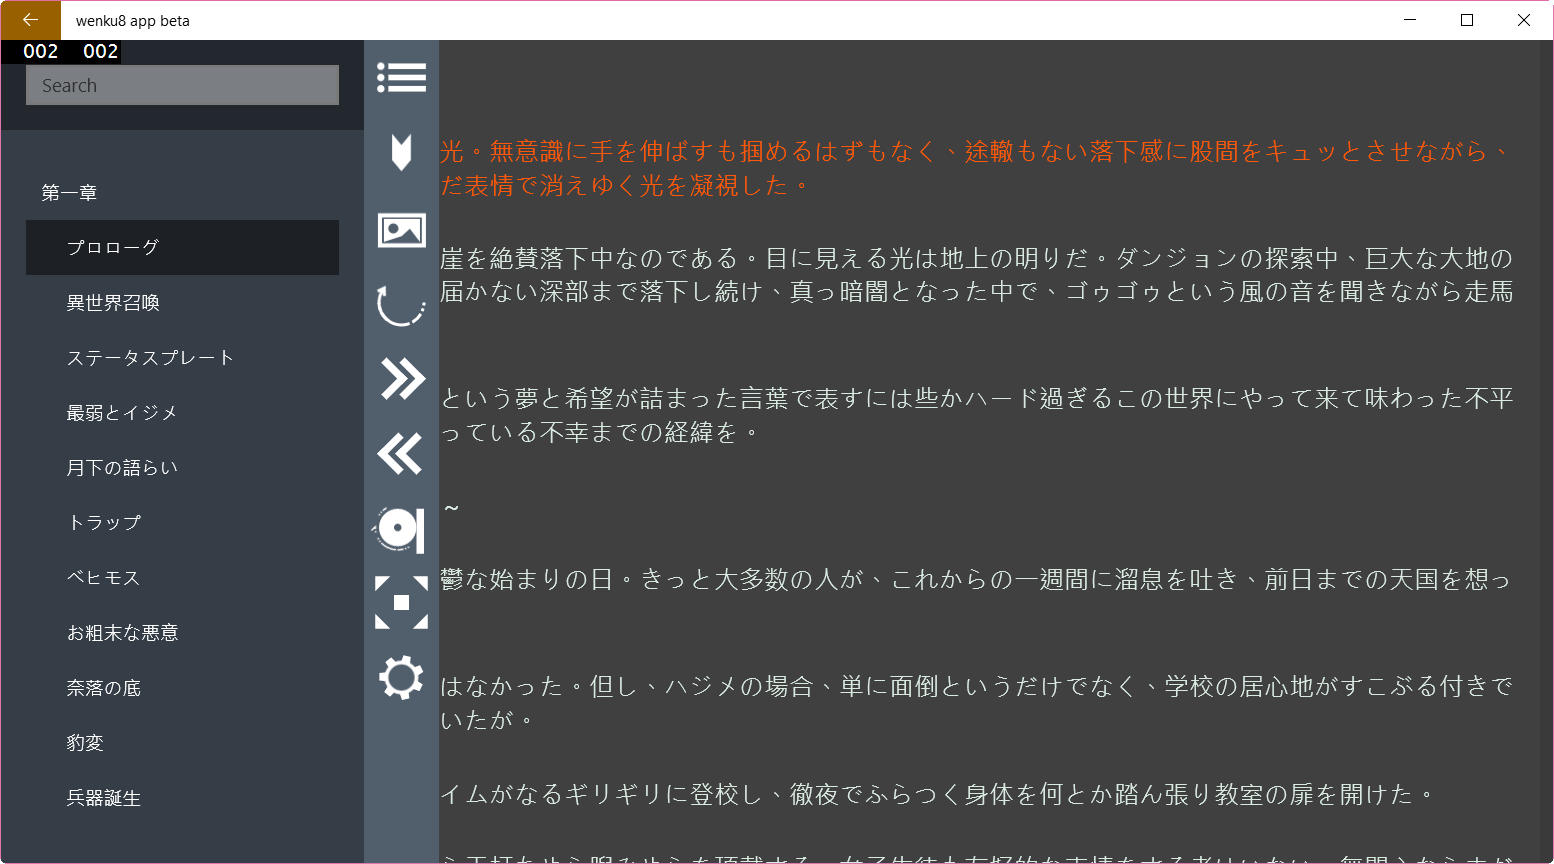 wenku8 app beta
002 002
Search
第一章
プロローグ
異世界召喚
ステータスプレート
最弱とイジメ
月下の語らい
トラップ
ベヒモス
お粗末な悪意
奈落の底
豹変
兵器誕生
光。無意識に手を伸ばすも掴めるはずもなく、途轍もない落下感に股間をキュッとさせながら、
だ表情で消えゆく光を凝視した。
崖を絶賛落下中なのである。目に見える光は地上の明りだ。ダンジョンの探索中、巨大な大地の
届かない深部まで落下し続け、真っ暗闇となった中で、ゴゥゴゥという風の音を聞きながら走馬
という夢と希望が詰まった言葉で表すには些かハード過ぎるこの世界にやって来て味わった不平
っている不幸までの経緯を。
~
鬱な始まりの日。きっと大多数の人が、これからの一週間に溜息を吐き、前日までの天国を想っ
はなかった。但し、ハジメの場合、単に面倒というだけでなく、学校の居心地がすこぶる付きで
いたが。
イムがなるギリギリに登校し、徹夜でふらつく身体を何とか踏ん張り教室の扉を開けた。